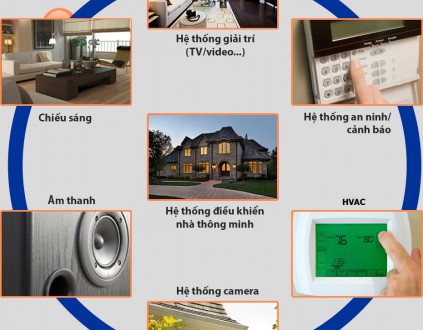 Hệ thống giải trí
(TV/video...)
Chiếu sáng
Hệ thống an ninh/
cảnh báo
Âm thanh
Hệ thống điều khiển
nhà thông minh
HVAC
76
80
Hệ thống camera